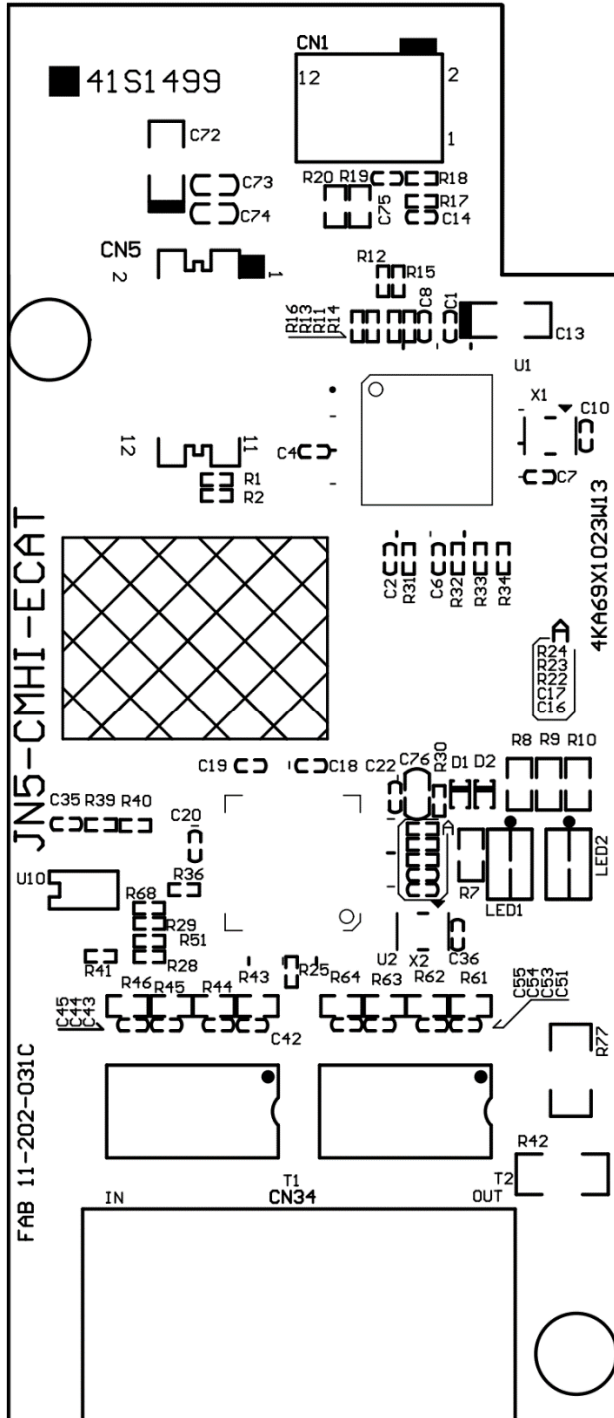 CN1
12 2
1
41S1499
C72
R20 R19 R18
C73 C75 R17
C74 C14
CN5
2 1
R12
R15
R16
R13
R11
R14
C8
C1
C13
U1
X1
C10
12 11
C4
C7
R1
R2
JN5-CMHI-ECAT
4KA69X1023W13
C2
R31
C6
R32
R33
R34
A
R24
R23
R22
C17
C16
C19 C18 C22 C76 R30 D1 D2 R8 R9 R10
C35 R39 R40 C20
A
LED2
U10
R36
R7
LED1
R68
R29
R51
R28
R41
U2 X2 C36
R25
R46 R45 R44 R43 R64 R63 R62 R61
C45
C44
C43
C42
C55
C54
C53
C51
R77
FAB 11-202-031C
R42
T1 T2
IN CN34 OUT